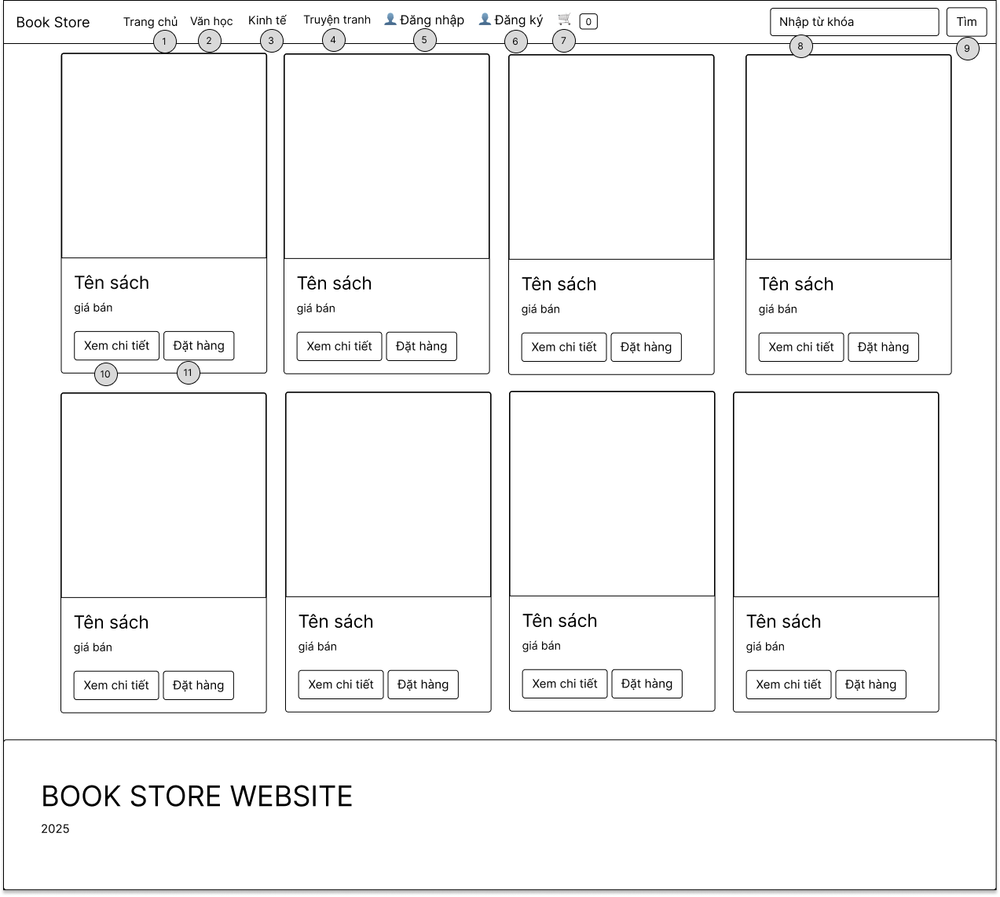 Book Store Trang chủ Văn học Kinh tế Truyện tranh Đăng nhập Đăng ký 0 Nhập từ khóa Tìm
1 2 3 4 5 6 7 8 9
Tên sách Tên sách Tên sách Tên sách
giá bán giá bán giá bán giá bán
Xem chi tiết Đặt hàng Xem chi tiết Đặt hàng Xem chi tiết Đặt hàng Xem chi tiết Đặt hàng
10 11
Tên sách Tên sách Tên sách Tên sách
giá bán giá bán giá bán giá bán
Xem chi tiết Đặt hàng Xem chi tiết Đặt hàng Xem chi tiết Đặt hàng Xem chi tiết Đặt hàng
BOOK STORE WEBSITE
2025